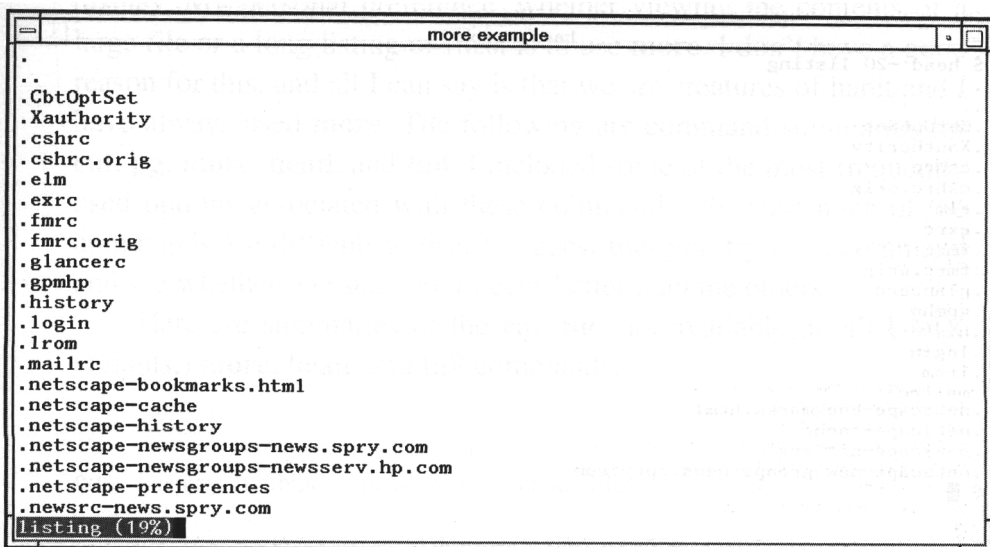 more example
.
..
.CbtOptSet
.Xauthority
.cshrc
.cshrc.orig
.elm
.exrc
.fmrc
.fmrc.orig
.glancerc
.gpmhp
.history
.login
.lrom
.mailrc
.netscape-bookmarks.html
.netscape-cache
.netscape-history
.netscape-newsgroups-news.spry.com
.netscape-newsgroups-newsserv.hp.com
.netscape-preferences
.newsrc-news.spry.com
listing (19%)